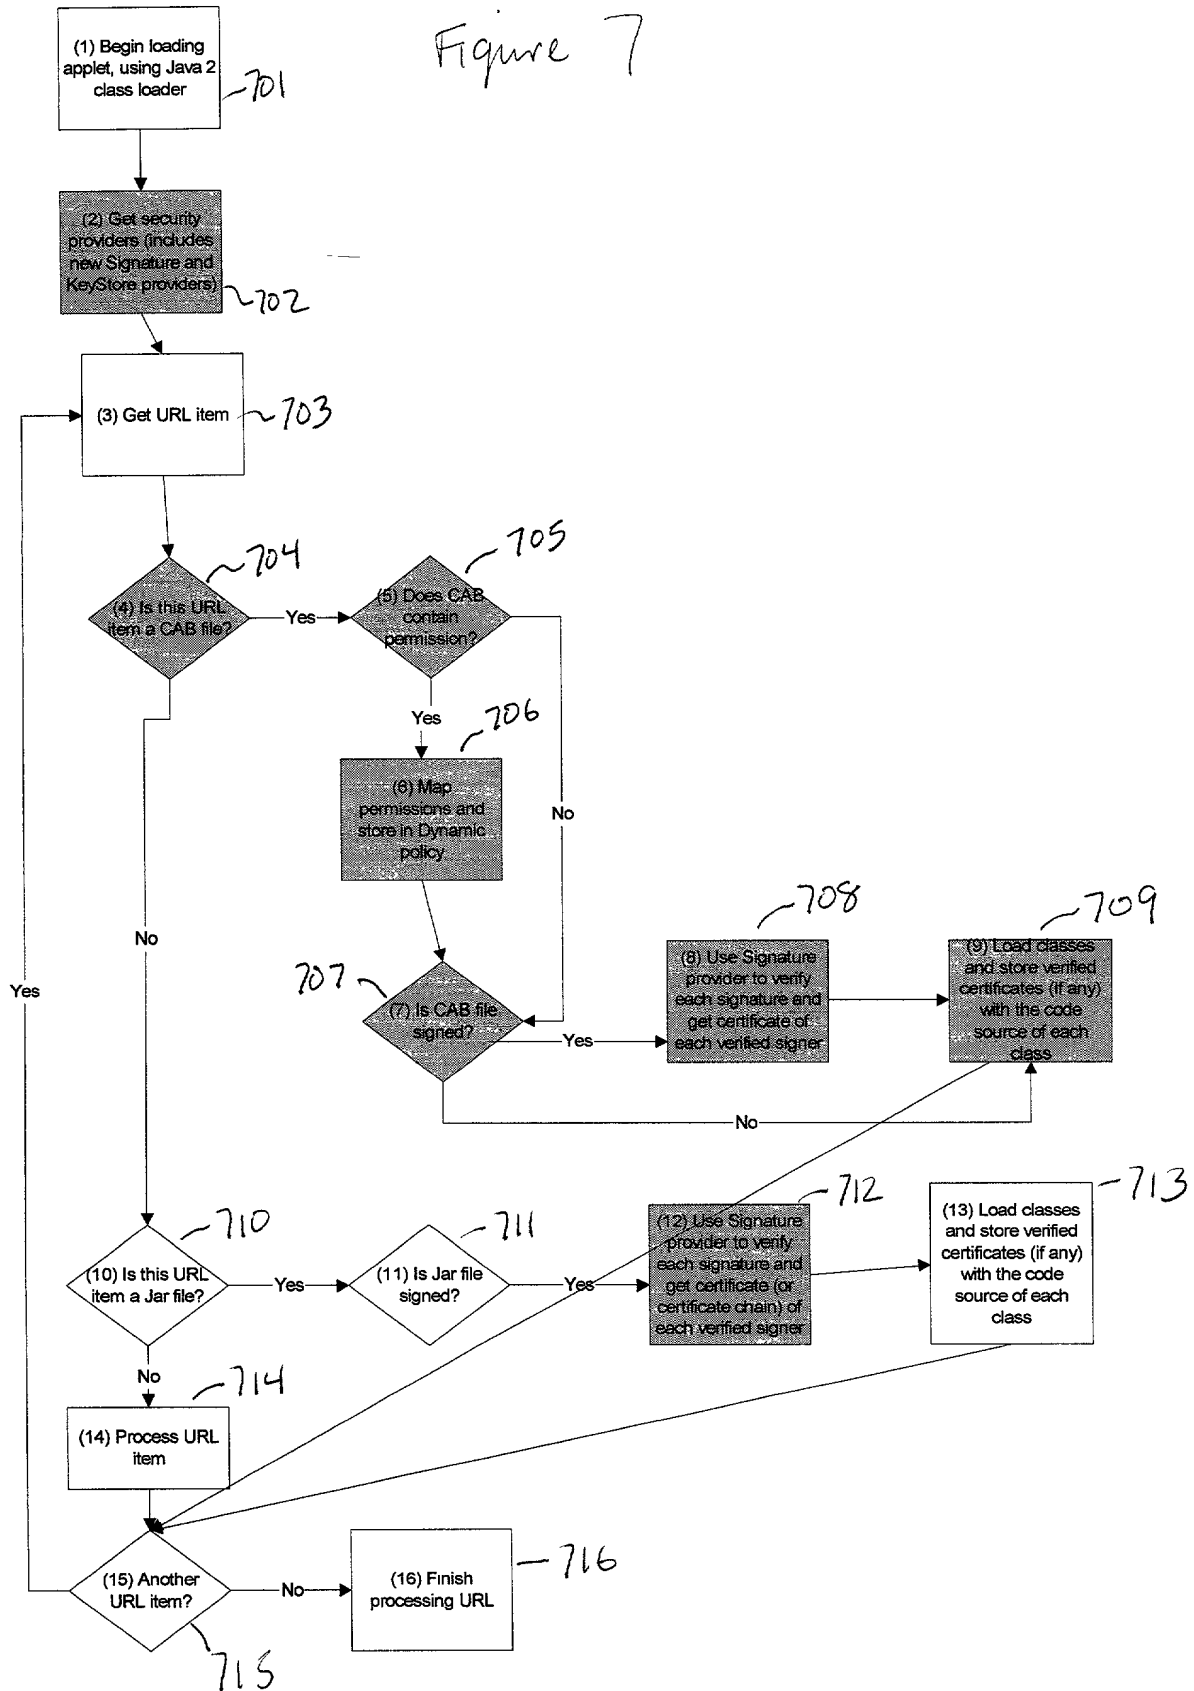 Figure 7
(1) Begin loading
applet, using Java 2
class loader
701
(2) Get security
providers (includes
new Signature and
KeyStore providers)
702
(3) Get URL item
703
704
(4) Is this URL
item a CAB file?
Yes
705
(5) Does CAB
contain
permission?
Yes
706
(6) Map
permissions and
store in Dynamic
policy
No
No
Yes
707
(7) Is CAB file
signed?
Yes
708
(8) Use Signature
provider to verify
each signature and
get certificate of
each verified signer
709
(9) Load classes
and store verified
certificates (if any)
with the code
source of each
class
No
710
(10) Is this URL
item a Jar file?
Yes
711
(11) Is Jar file
signed?
Yes
712
(12) Use Signature
provider to verify
each signature and
get certificate (or
certificate chain) of
each verified signer
713
(13) Load classes
and store verified
certificates (if any)
with the code
source of each
class
No
714
(14) Process URL
item
(15) Another
URL item?
715
No
(16) Finish
processing URL
716